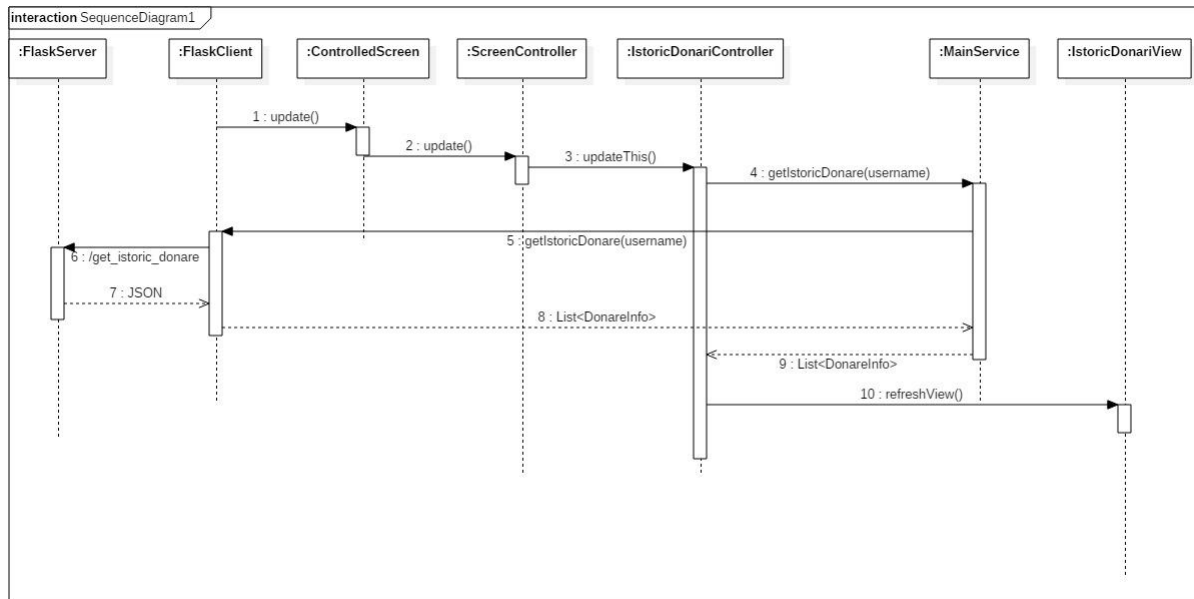 interaction SequenceDiagram1
:FlaskServer
:FlaskClient
:ControlledScreen
:ScreenController
:IstoricDonariController
:MainService
:IstoricDonariView
1 : update()
2 : update()
3 : updateThis()
4 : getIstoricDonare(username)
5 : getIstoricDonare(username)
6 : /get_istoric_donare
7 : JSON
8 : List<DonareInfo>
9 : List<DonareInfo>
10 : refreshView()